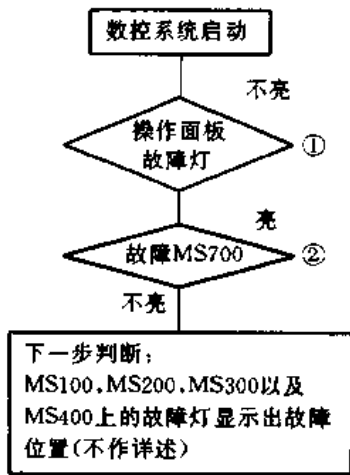 数控系统启动
不亮
操作面板
故障灯
①
亮
故障MS700
②
不亮
下一步判断：
MS100，MS200，MS300以及
MS400上的故障灯显示出故障
位置(不作详述)